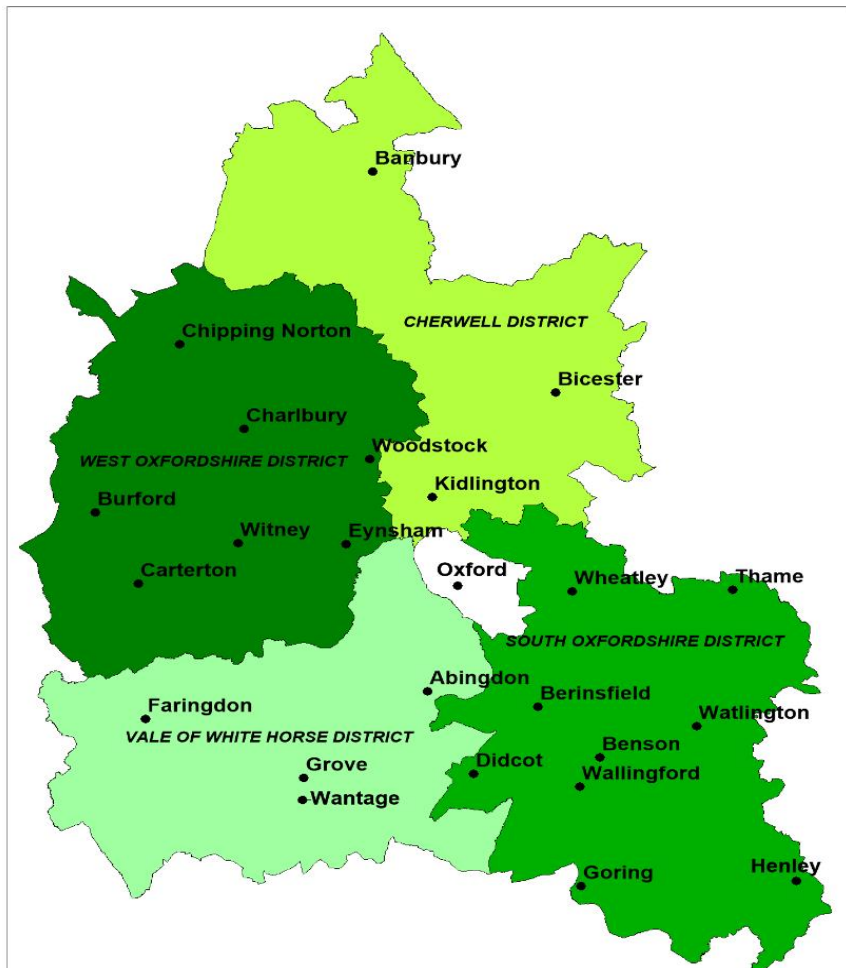 Banbury
CHERWELL DISTRICT
Chipping Norton
Bicester
Charlbury
Woodstock
WEST OXFORDSHIRE DISTRICT
Kidlington
Burford
Witney
Eynsham
Carterton
Oxford
Wheatley
Thame
SOUTH OXFORDSHIRE DISTRICT
Abingdon
Berinsfield
Faringdon
Watlington
VALE OF WHITE HORSE DISTRICT
Benson
Grove
Didcot
Wallingford
Wantage
Goring
Henley